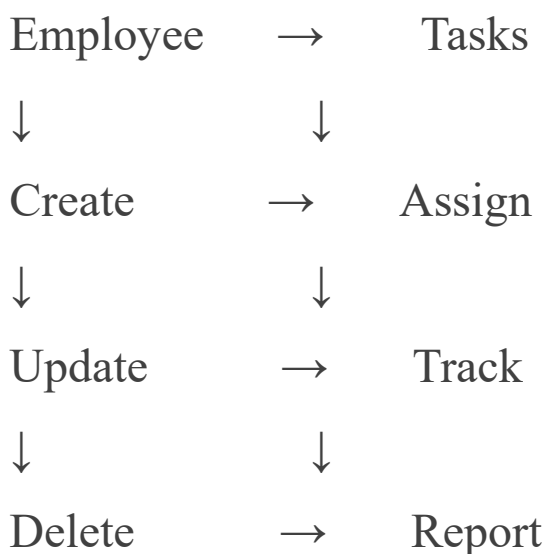 Employee → Tasks
↓ ↓
Create → Assign
↓ ↓
Update → Track
↓ ↓
Delete → Report